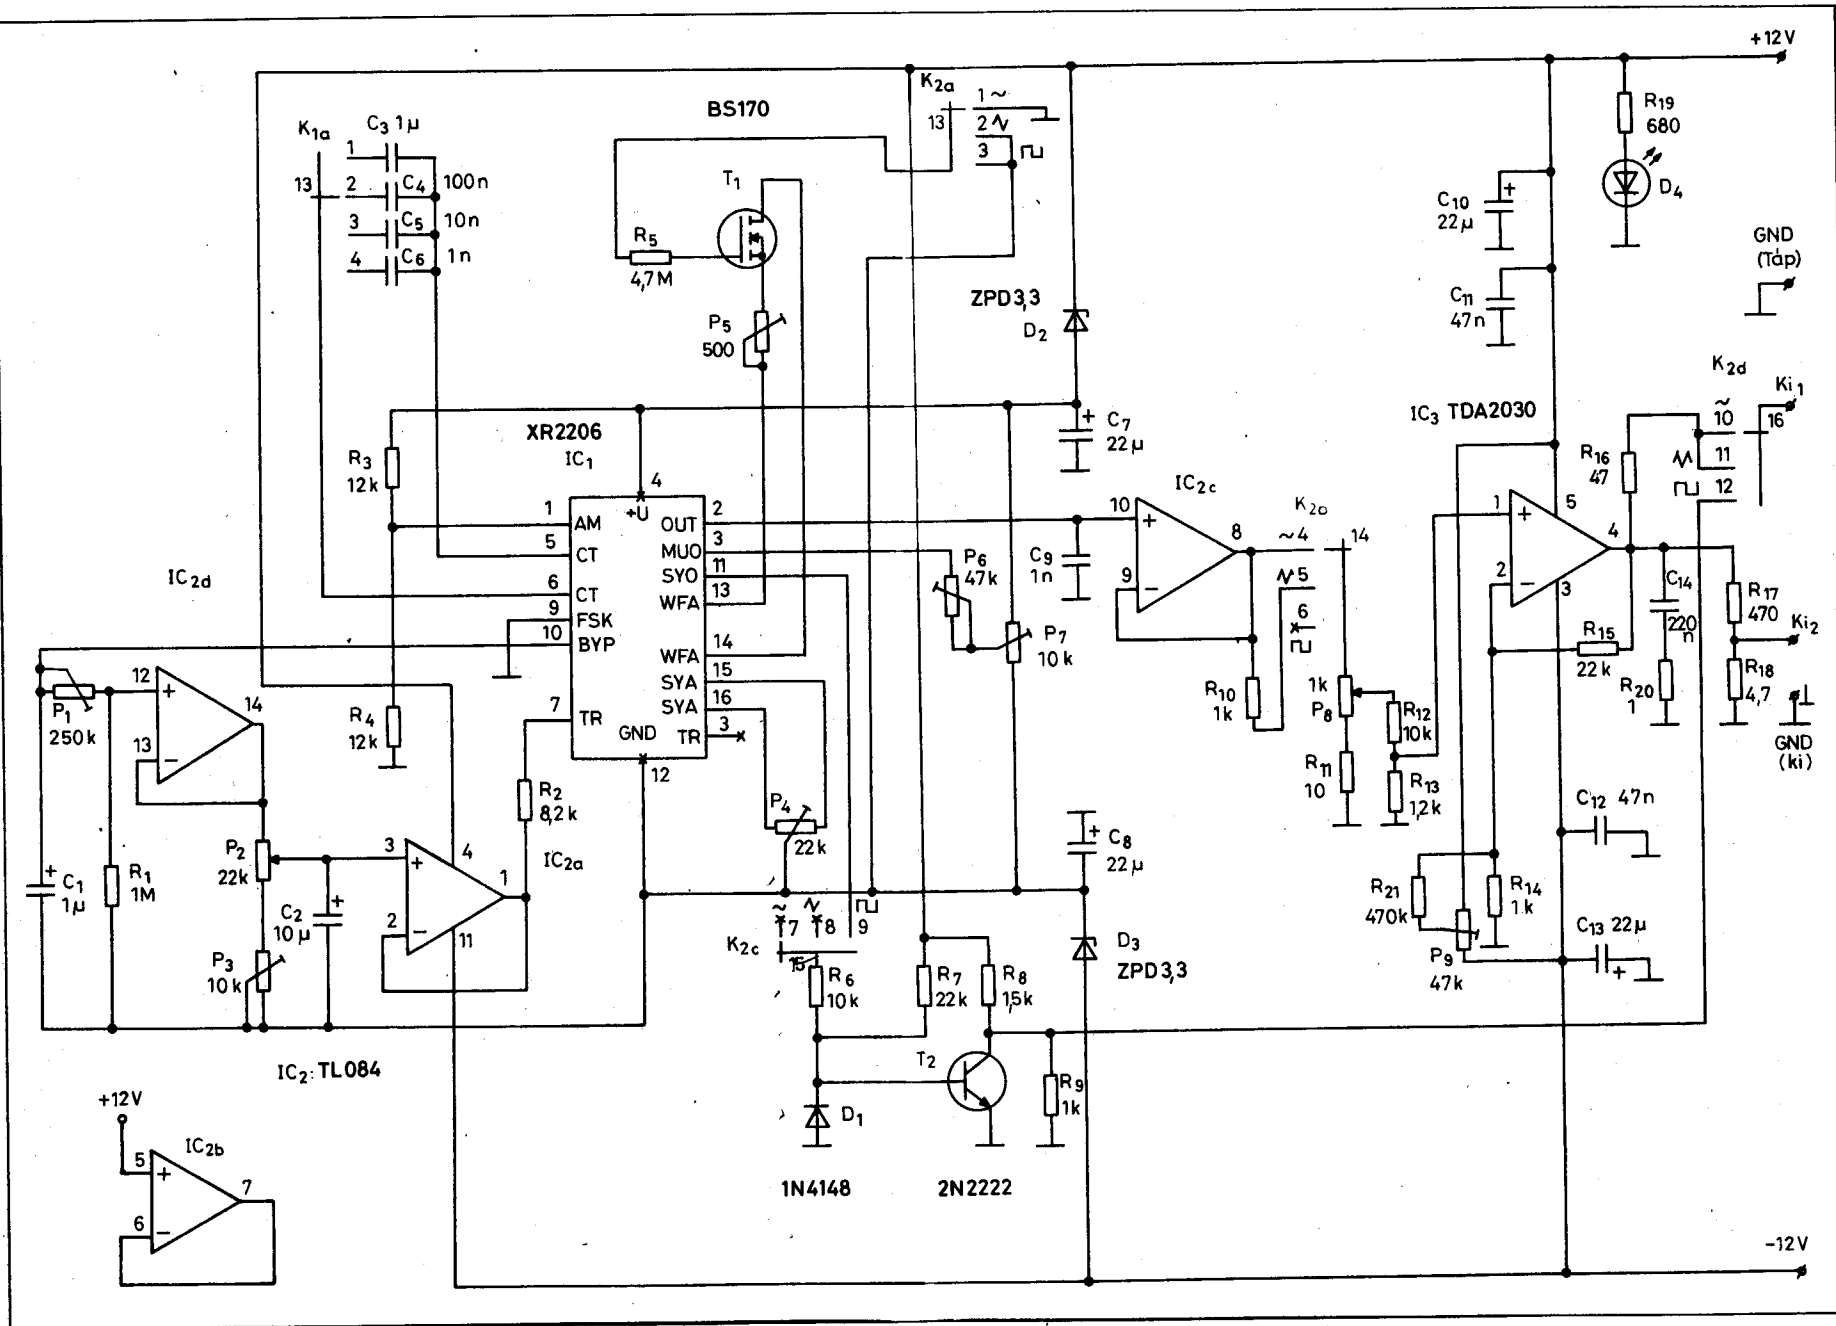 +12V
K2a
1 ~
13
2
3
BS170
K1a
C3 1μ
1
13
2
C4
100n
3
C5
10n
4
C6
1n
T1
R5
4,7M
P5
500
ZPD3,3
D2
R19
680
D4
C10
+
22μ
C11
47n
GND
(Táp)
K2d
Ki1
~
10
16
11
12
IC3 TDA2030
XR2206
IC1
R3
12k
+
C7
22μ
4
+U
1
AM
OUT
2
5
CT
MUO
3
6
CT
SYO
11
9
FSK
WFA
13
10
BYP
WFA
14
SYA
15
SYA
16
7
TR
GND
TR
3
12
IC2c
10
+
8
9
−
C9
1n
P6
47k
P7
10k
K2b
~4
14
5
6
R10
1k
1k
P8
R11
10
R12
10k
R13
1,2k
1
+
5
4
2
−
3
R16
47
R15
22k
C14
220
n
R17
470
Ki2
R18
4,7
R20
1
GND
(ki)
IC2d
12
+
14
13
−
P1
250k
R4
12k
R2
8,2k
IC2a
P4
22k
+
C8
22μ
P2
22k
3
+
4
1
2
−
11
+
C1
1μ
R1
1M
C2
+
10μ
P3
10k
~
7
8
9
K2c
15
R6
10k
R7
22k
R8
1,5k
D3
ZPD3,3
C12 47n
R21
470k
R14
1k
C13 22μ
+
P9
47k
IC2: TL084
T2
D1
R9
1k
1N4148
2N2222
+12V
IC2b
5
+
7
6
−
-12V